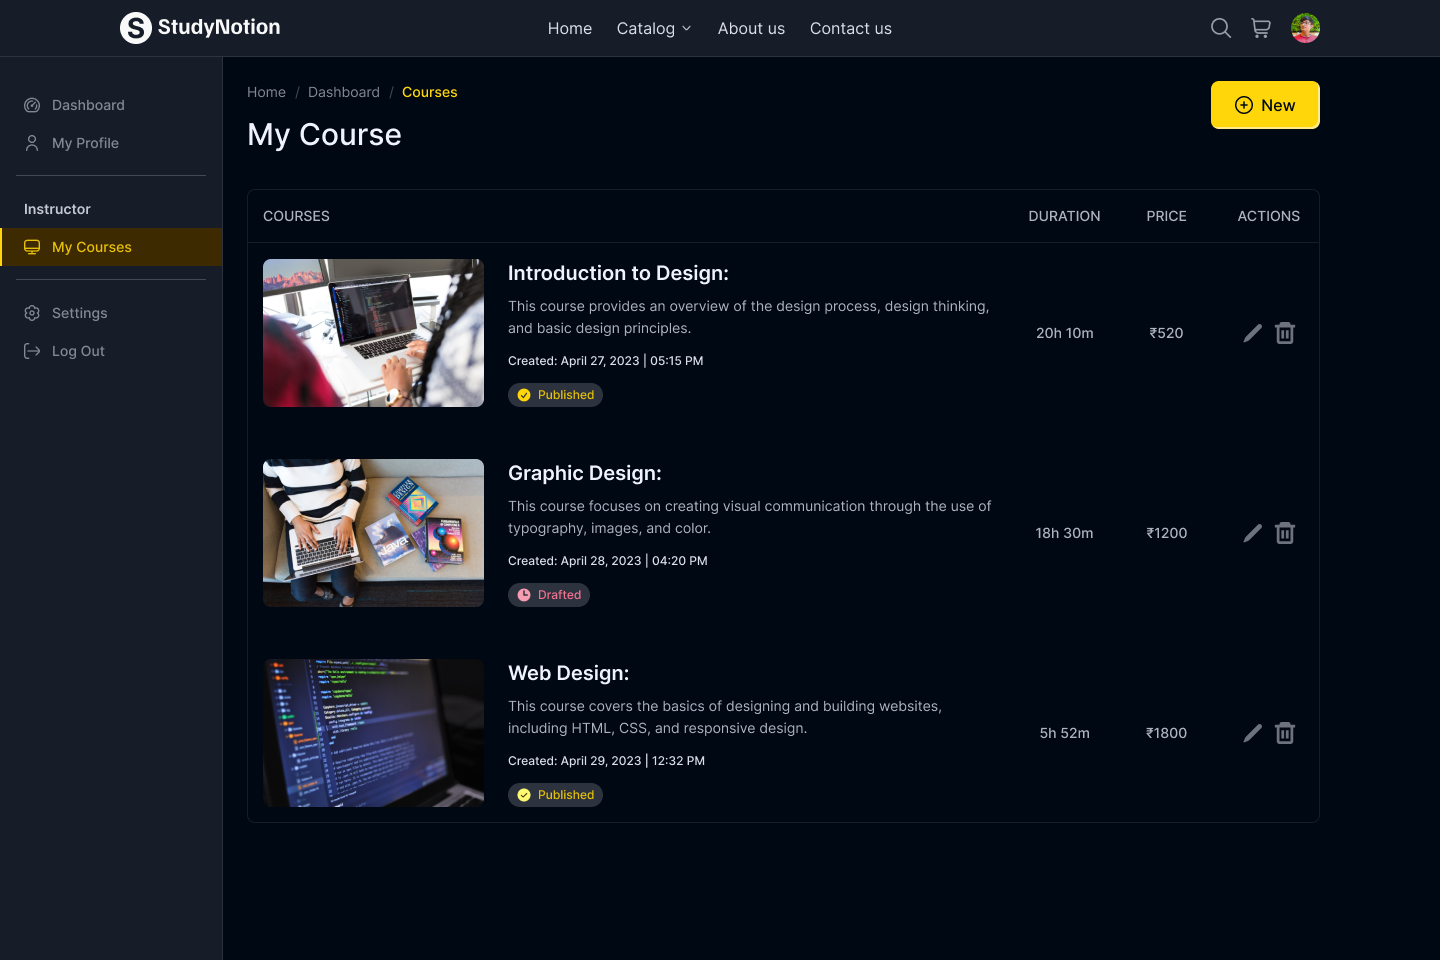 S StudyNotion
Home Catalog About us Contact us
Dashboard
My Profile
Instructor
My Courses
Settings
Log Out
Home / Dashboard / Courses
New
My Course
COURSES DURATION PRICE ACTIONS
Introduction to Design:
This course provides an overview of the design process, design thinking,
and basic design principles.
20h 10m ₹520
Created: April 27, 2023 | 05:15 PM
Published
Java
Graphic Design:
This course focuses on creating visual communication through the use of
typography, images, and color.
18h 30m ₹1200
Created: April 28, 2023 | 04:20 PM
Drafted
Web Design:
This course covers the basics of designing and building websites,
including HTML, CSS, and responsive design.
5h 52m ₹1800
Created: April 29, 2023 | 12:32 PM
Published